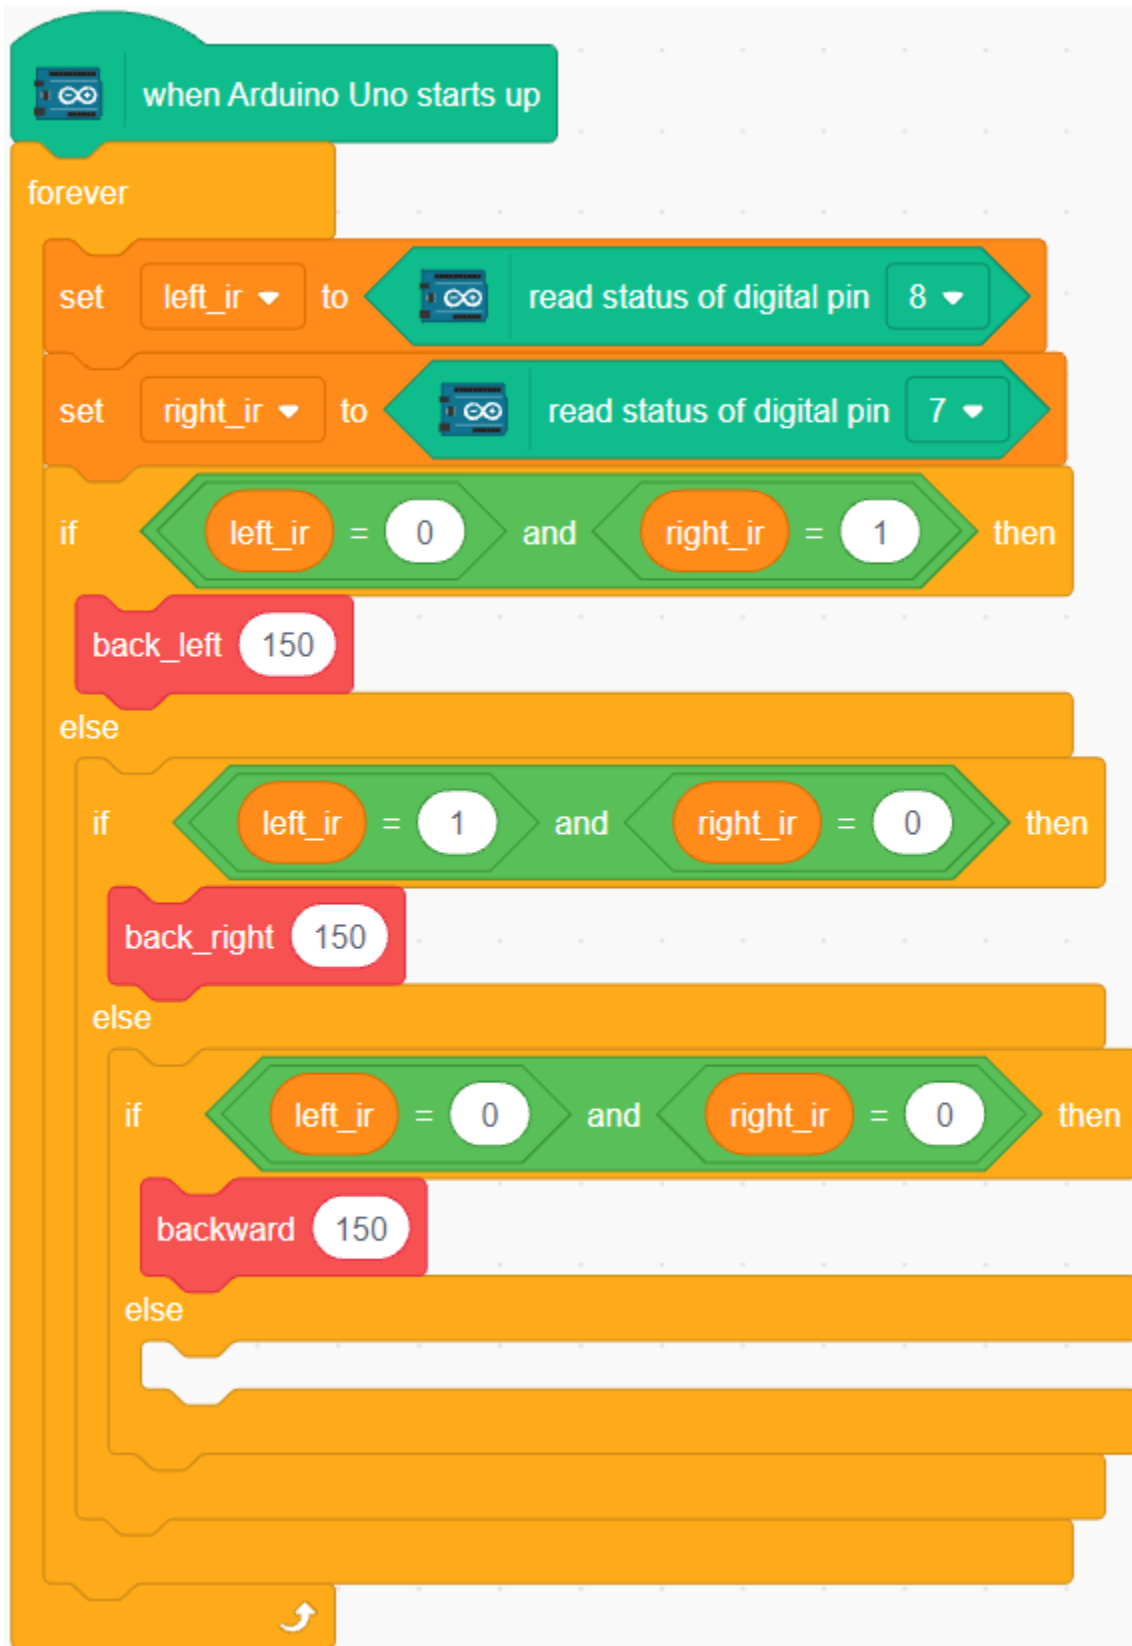 when Arduino Uno starts up
forever
set left_ir to read status of digital pin 8
set right_ir to read status of digital pin 7
if left_ir = 0 and right_ir = 1 then
back_left 150
else
if left_ir = 1 and right_ir = 0 then
back_right 150
else
if left_ir = 0 and right_ir = 0 then
backward 150
else